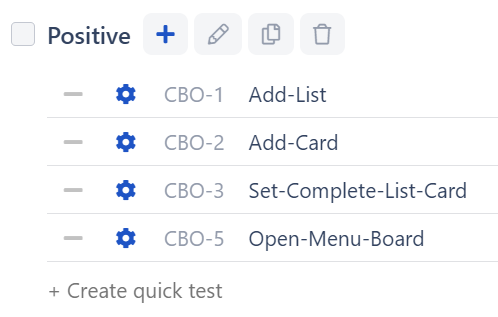 Positive
CBO-1 Add-List
CBO-2 Add-Card
CBO-3 Set-Complete-List-Card
CBO-5 Open-Menu-Board
+ Create quick test